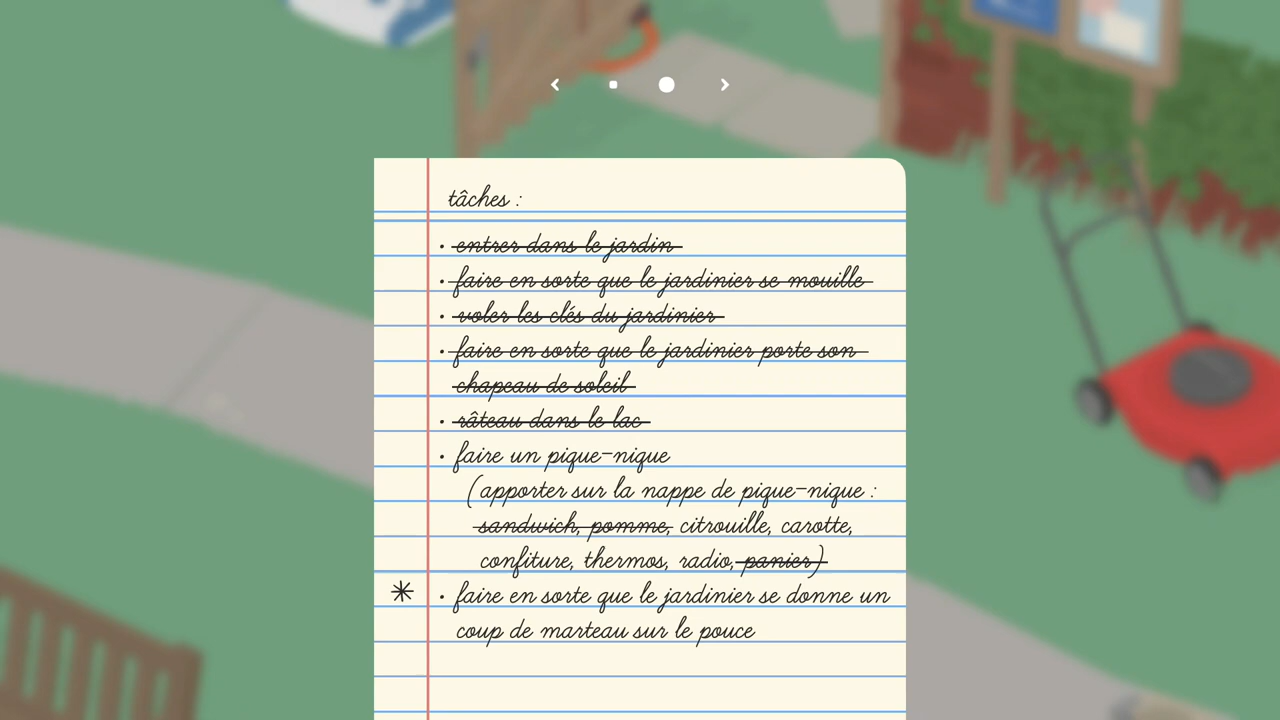 tâches :
• entrer dans le jardin
• faire en sorte que le jardinier se mouille
• voler les clés du jardinier
• faire en sorte que le jardinier porte son
chapeau de soleil
• râteau dans le lac
• faire un pique-nique
(apporter sur la nappe de pique-nique :
sandwich, pomme, citrouille, carotte,
confiture, thermos, radio, panier)
* • faire en sorte que le jardinier se donne un
coup de marteau sur le pouce